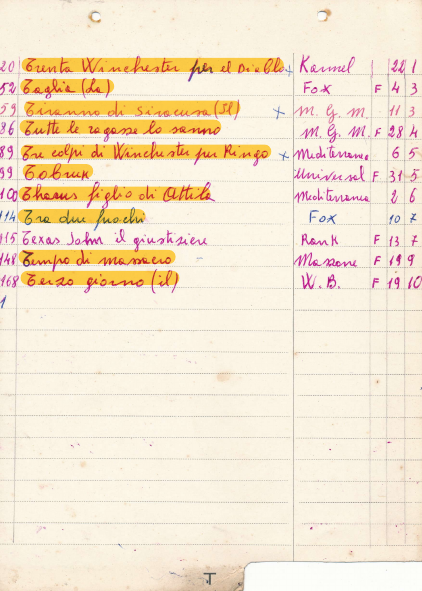 20 Trenta Winchester per el Diablo x Karmel 22 1
52 Taglia (La) Fox F 4 3
59 Tiranno di Siracusa (Il) x M. G. M. 11 3
86 Tutte le ragazze lo sanno M. G. M. F 28 4
89 Tre colpi di Winchester per Ringo x Mediterranea 6 5
99 Tobruk Universal F 31 5
100 Tharus figlio di Attila Mediterranea 2 6
114 Tra due fuochi Fox 10 7
115 Texas John il giustiziere Rank F 13 7
148 Tempo di massacro Mazzone F 19 9
168 Terzo giorno (il) W. B. F 19 10
1
T